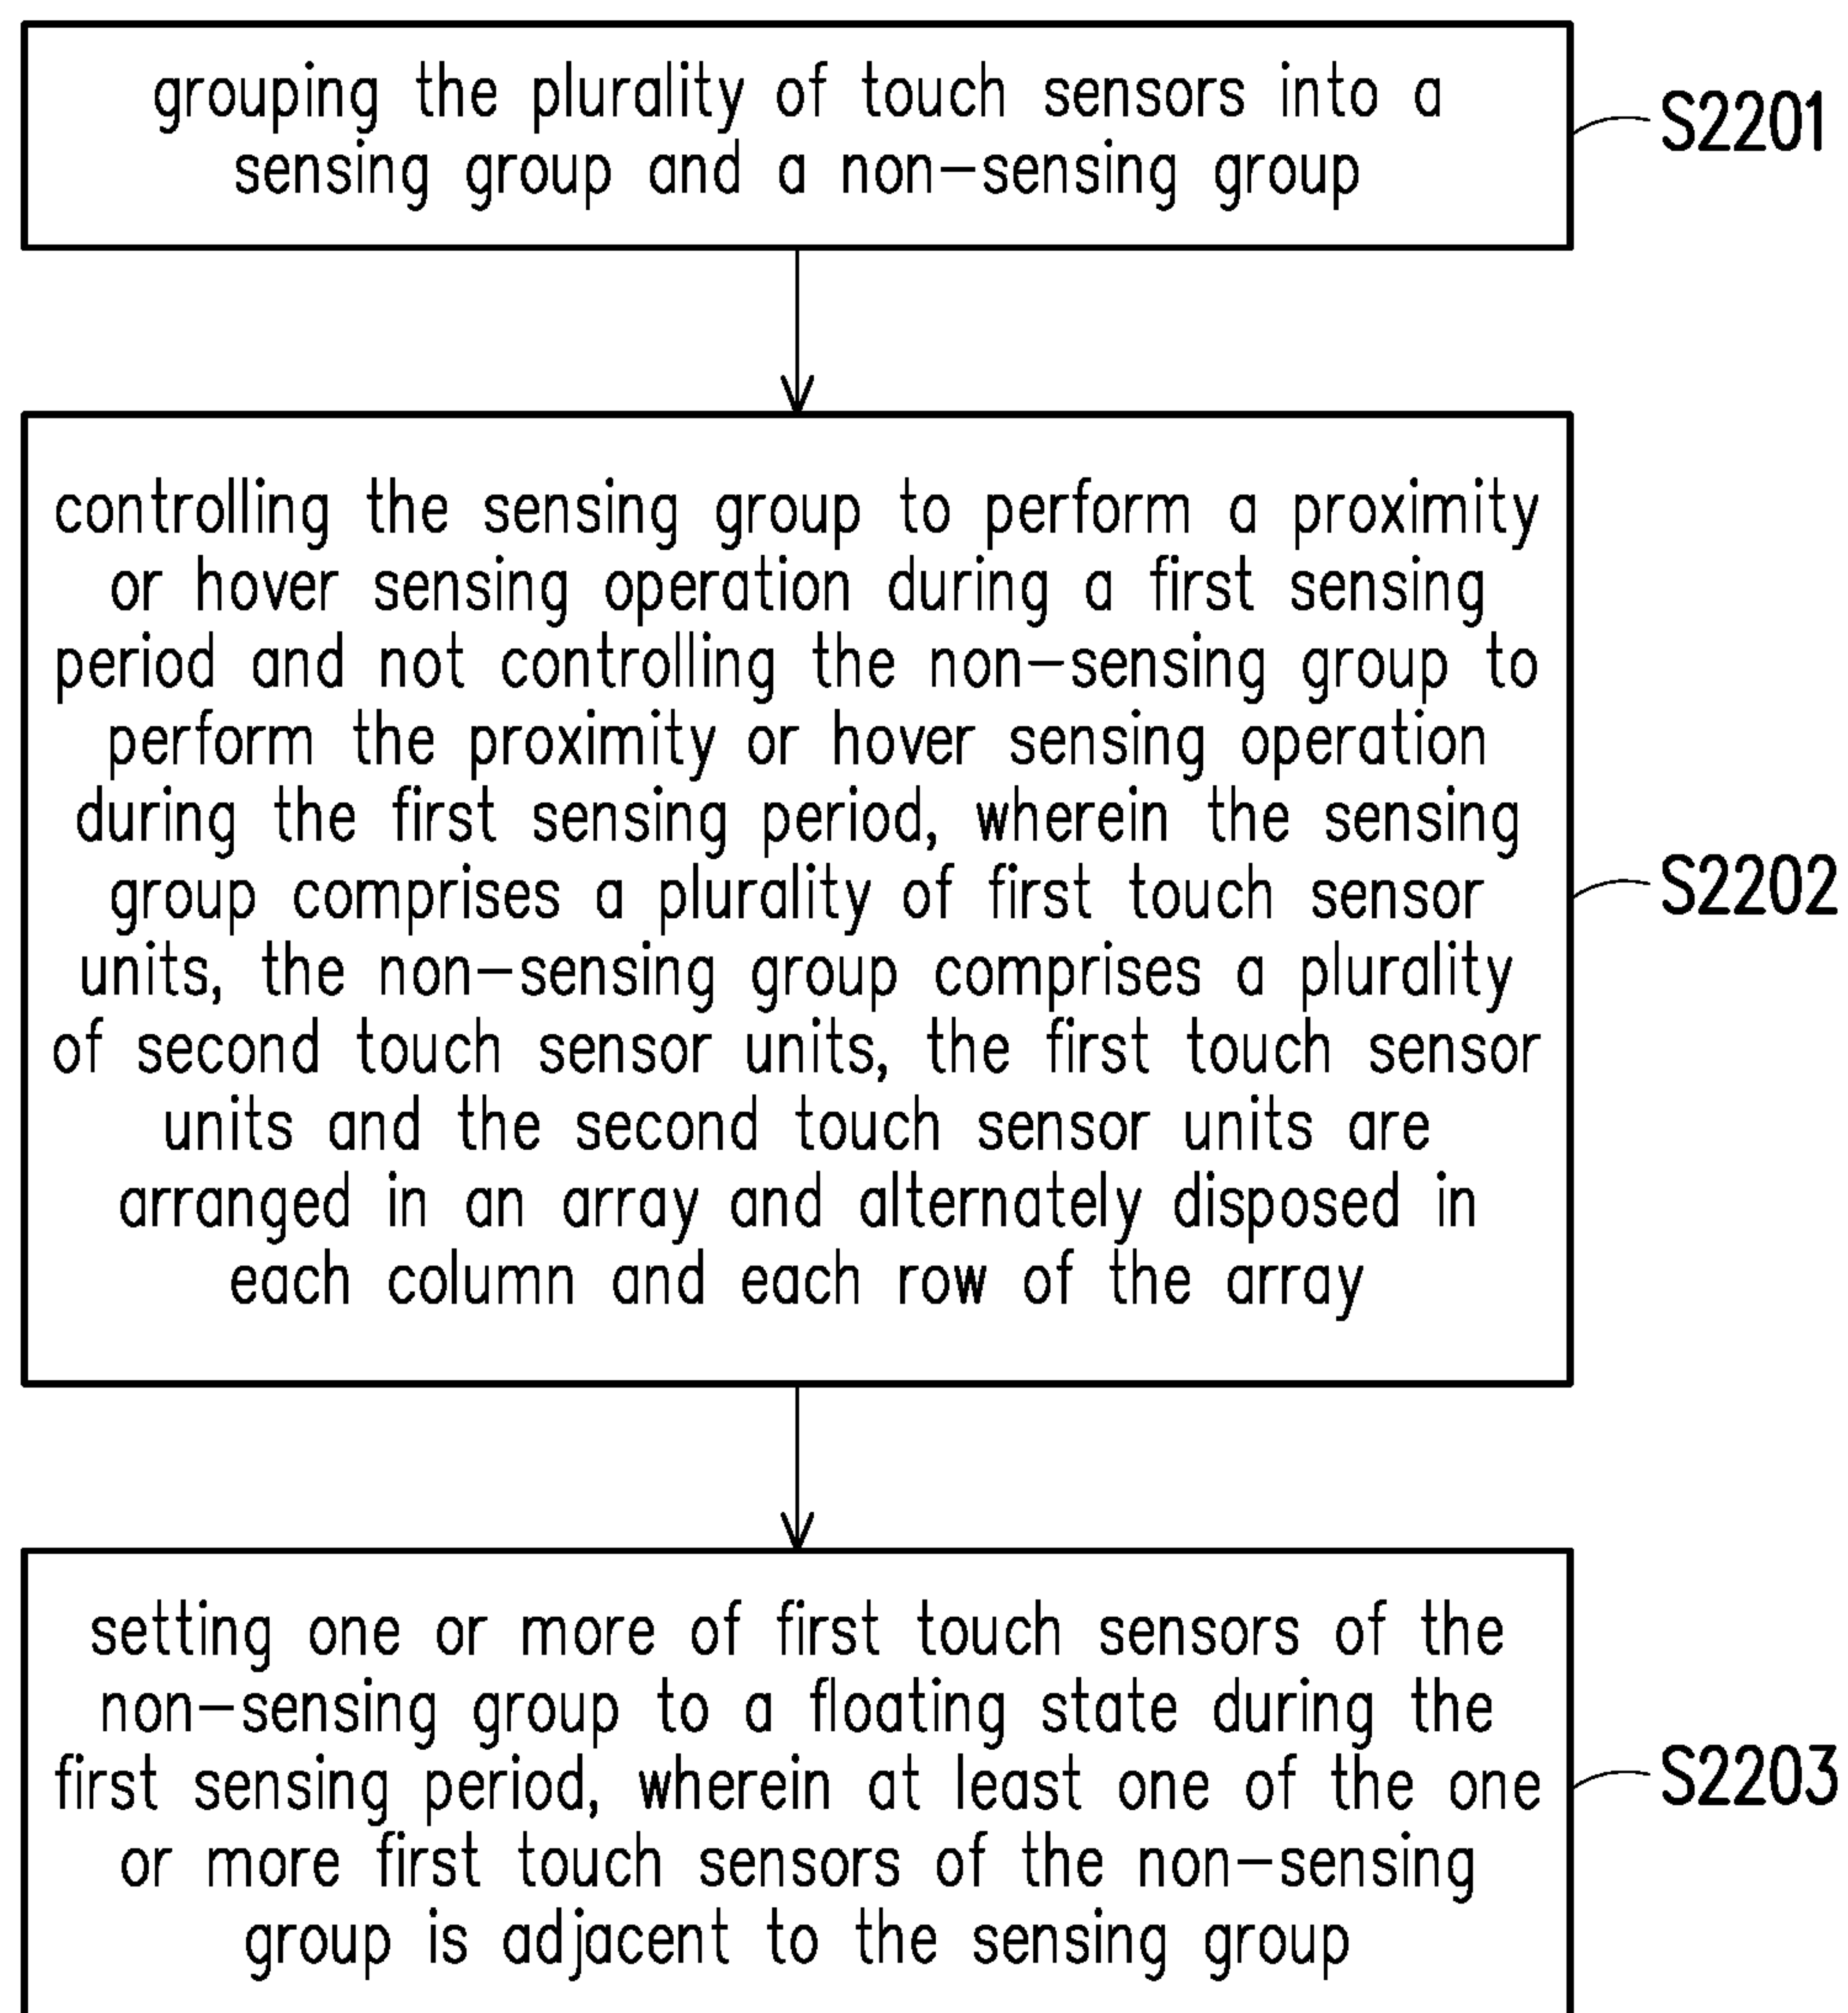 grouping the plurality of touch sensors into a
sensing group and a non-sensing group
S2201
controlling the sensing group to perform a proximity
or hover sensing operation during a first sensing
period and not controlling the non-sensing group to
perform the proximity or hover sensing operation
during the first sensing period, wherein the sensing
group comprises a plurality of first touch sensor
units, the non-sensing group comprises a plurality
of second touch sensor units, the first touch sensor
units and the second touch sensor units are
arranged in an array and alternately disposed in
each column and each row of the array
S2202
setting one or more of first touch sensors of the
non-sensing group to a floating state during the
first sensing period, wherein at least one of the one
or more first touch sensors of the non-sensing
group is adjacent to the sensing group
S2203